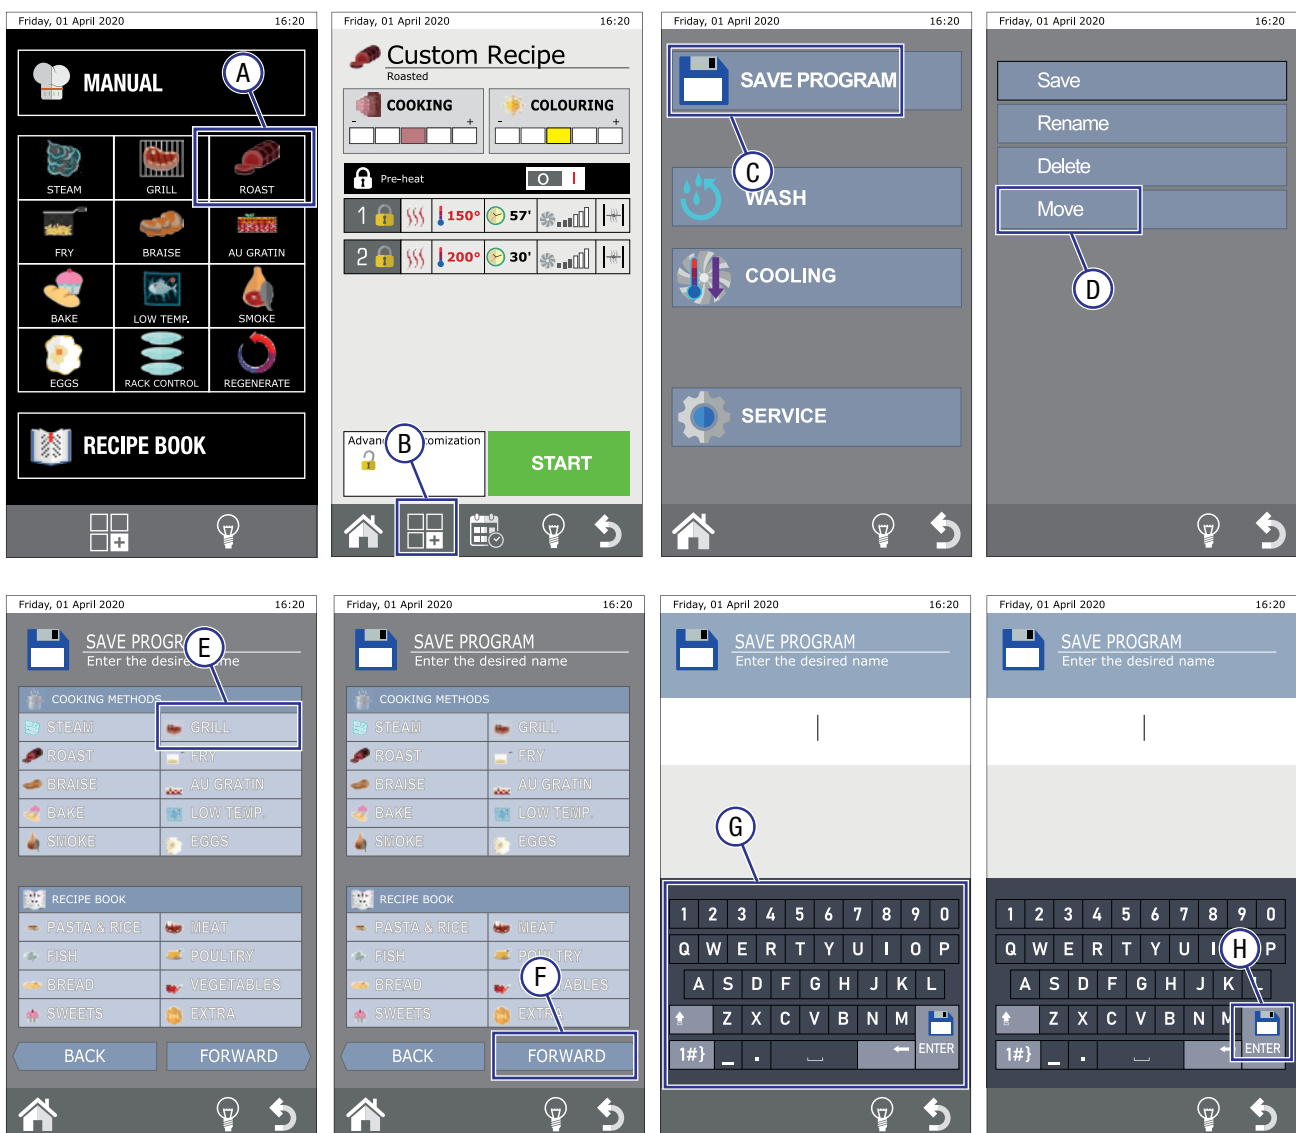 Friday, 01 April 2020 16:20
MANUAL
A
STEAM GRILL ROAST
FRY BRAISE AU GRATIN
BAKE LOW TEMP. SMOKE
EGGS RACK CONTROL REGENERATE
RECIPE BOOK
Friday, 01 April 2020 16:20
Custom Recipe
Roasted
COOKING COLOURING
- + - +
Pre-heat O I
1 150° 57'
2 200° 30'
B
START
Friday, 01 April 2020 16:20
SAVE PROGRAM
C
WASH
COOLING
SERVICE
Friday, 01 April 2020 16:20
Save
Rename
Delete
Move
D
Friday, 01 April 2020 16:20
SAVE PROGRAM
E
Enter the desired name
COOKING METHODS
STEAM GRILL
ROAST FRY
BRAISE AU GRATIN
BAKE LOW TEMP.
SMOKE EGGS
RECIPE BOOK
PASTA & RICE MEAT
FISH POULTRY
BREAD VEGETABLES
SWEETS EXTRA
BACK FORWARD
Friday, 01 April 2020 16:20
SAVE PROGRAM
Enter the desired name
COOKING METHODS
STEAM GRILL
ROAST FRY
BRAISE AU GRATIN
BAKE LOW TEMP.
SMOKE EGGS
RECIPE BOOK
PASTA & RICE MEAT
FISH POULTRY
F
BREAD VEGETABLES
SWEETS EXTRA
BACK FORWARD
Friday, 01 April 2020 16:20
SAVE PROGRAM
Enter the desired name
G
1 2 3 4 5 6 7 8 9 0
Q W E R T Y U I O P
A S D F G H J K L
Z X C V B N M
1#} _ . ENTER
Friday, 01 April 2020 16:20
SAVE PROGRAM
Enter the desired name
1 2 3 4 5 6 7 8 9 0
Q W E R T Y U I P
H
A S D F G H J K L
Z X C V B N M
1#} _ . ENTER